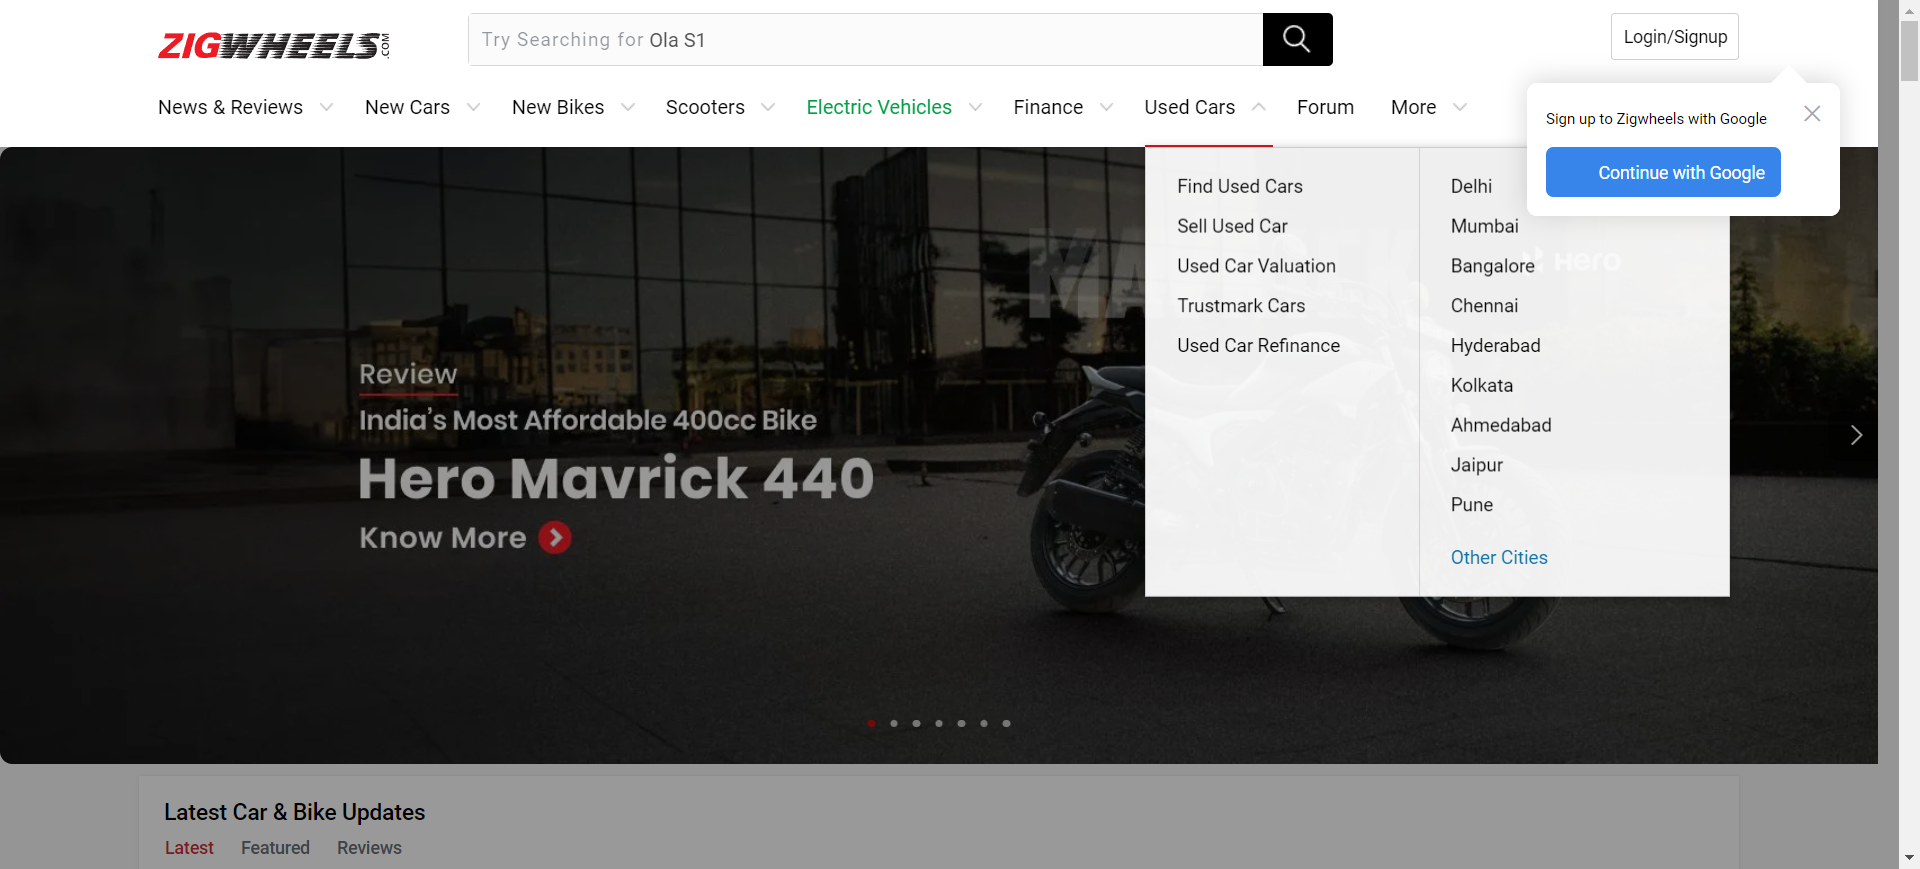 ZIGWHEELS.COM
Try Searching for Ola S1
Login/Signup
News & Reviews
New Cars
New Bikes
Scooters
Electric Vehicles
Finance
Used Cars
Forum
More
Sign up to Zigwheels with Google
Continue with Google
Find Used Cars
Sell Used Car
Used Car Valuation
Trustmark Cars
Used Car Refinance
Delhi
Mumbai
Bangalore
Chennai
Hyderabad
Kolkata
Ahmedabad
Jaipur
Pune
Other Cities
Hero
Review
India's Most Affordable 400cc Bike
Hero Mavrick 440
Know More
Latest Car & Bike Updates
Latest
Featured
Reviews